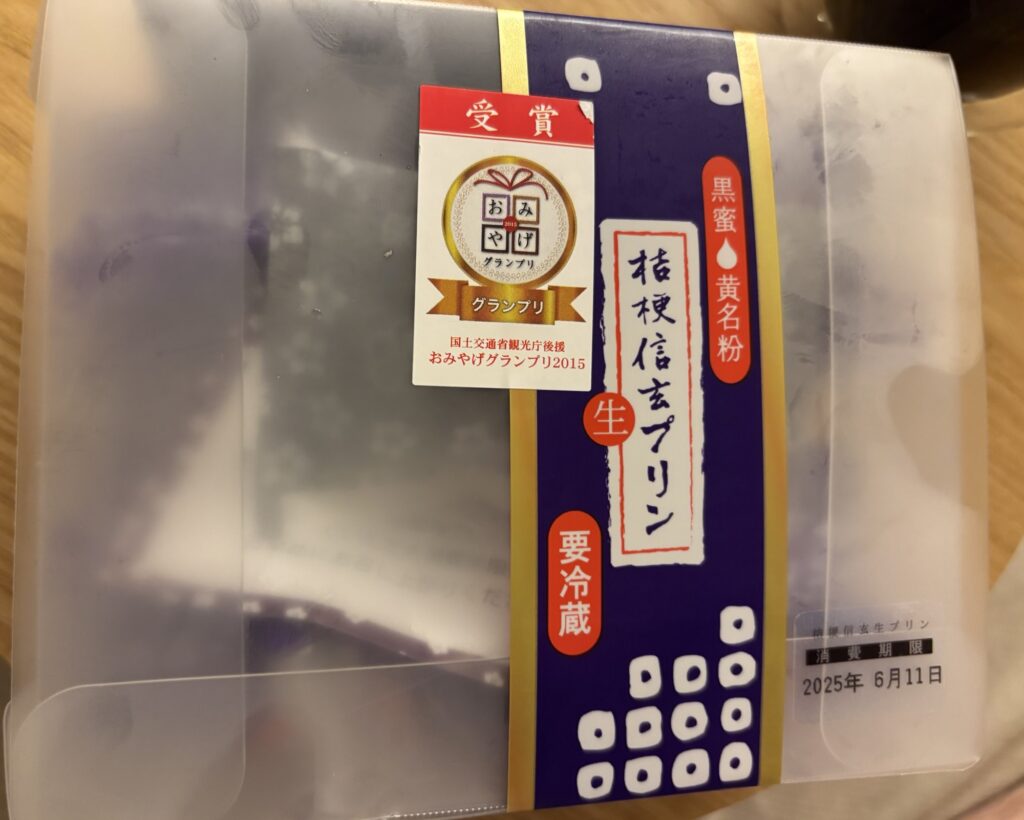 受賞
おみ
やげ
2015
グランプリ
グランプリ
国土交通省観光庁後援
おみやげグランプリ2015
黒蜜
黄名粉
桔梗信玄プリン
生
要冷蔵
桔梗信玄生プリン
消費期限
2025年 6月11日